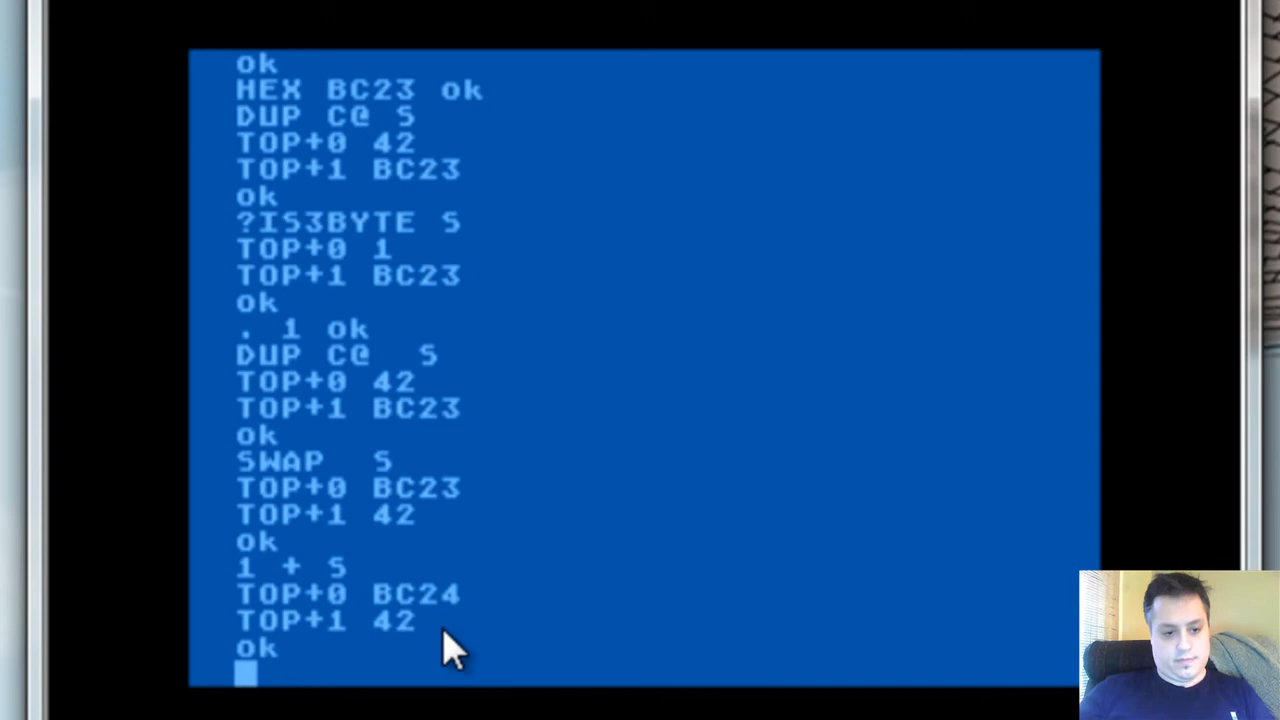 ok
HEX BC23 ok
DUP C@ S
TOP+0 42
TOP+1 BC23
ok
?IS3BYTE S
TOP+0 1
TOP+1 BC23
ok
. 1 ok
DUP C@  S
TOP+0 42
TOP+1 BC23
ok
SWAP  S
TOP+0 BC23
TOP+1 42
ok
1 + S
TOP+0 BC24
TOP+1 42
ok